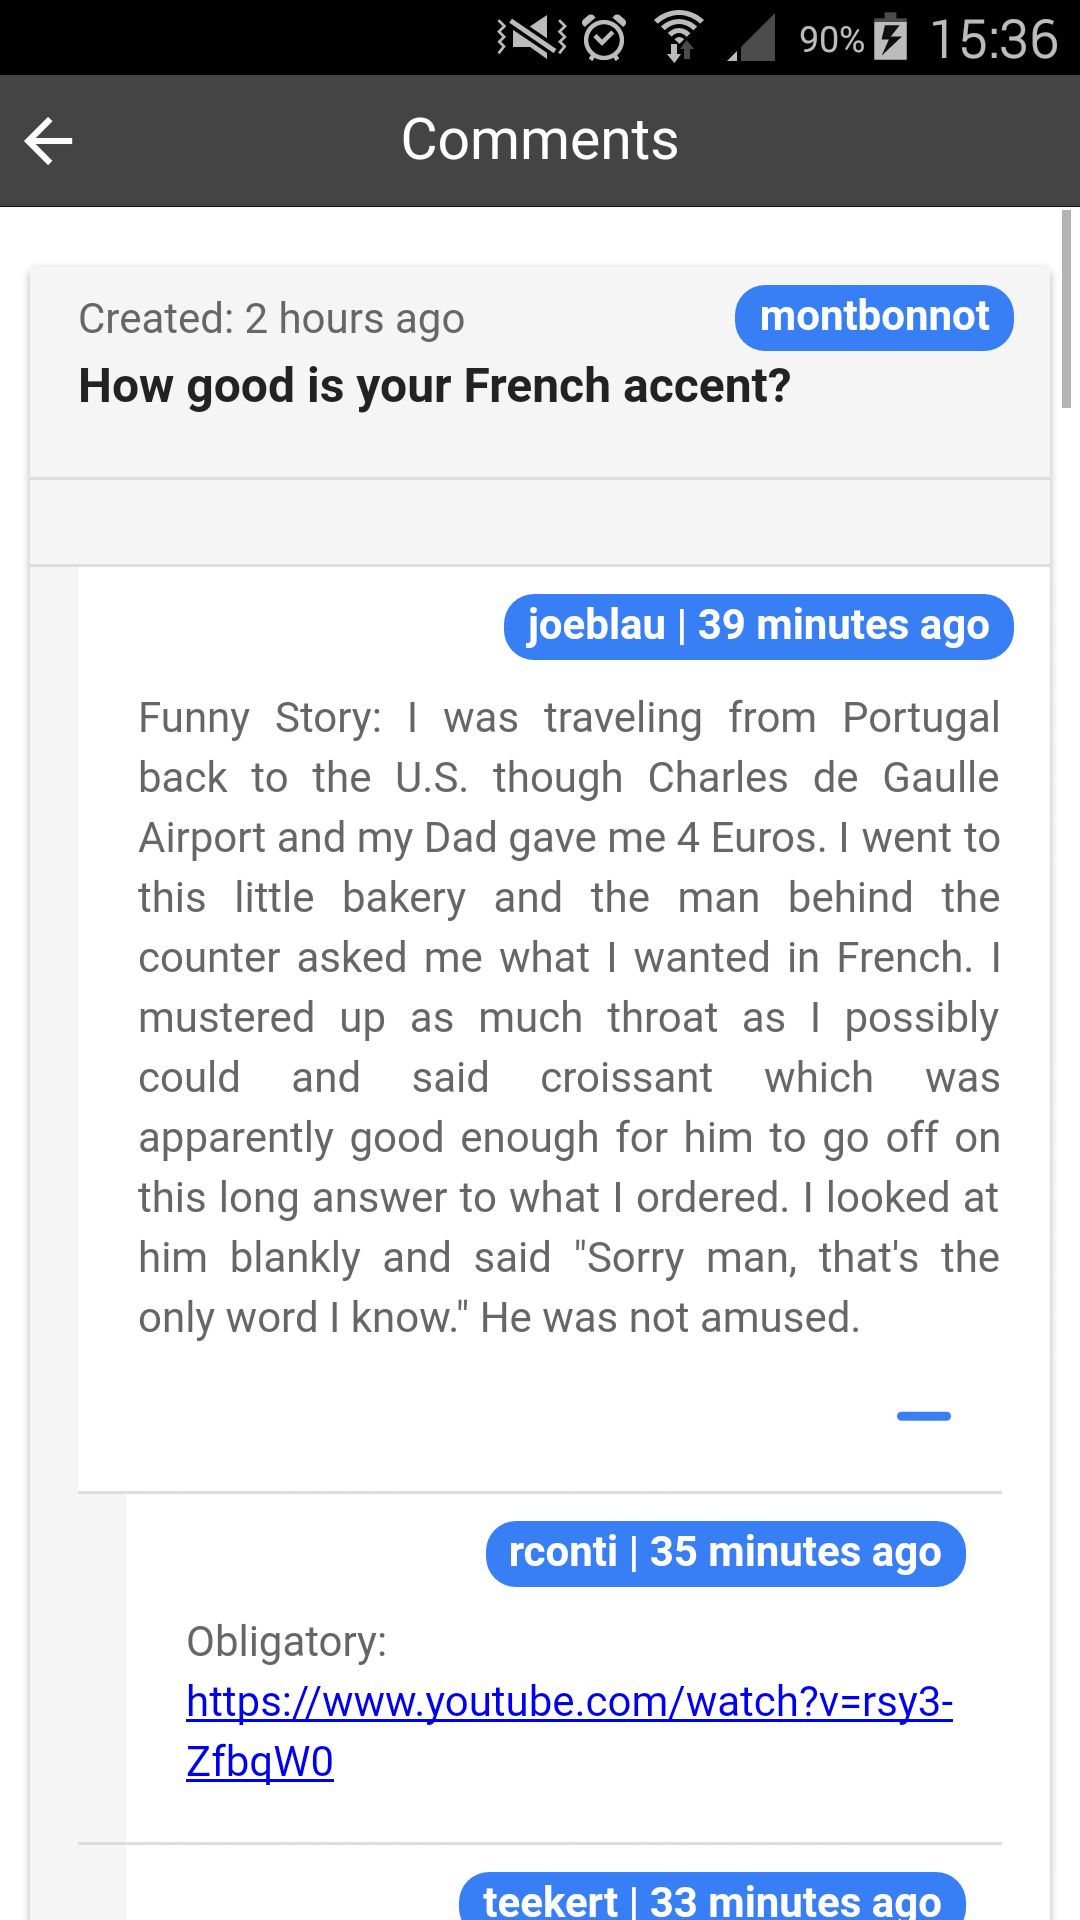 90% 15:36
Comments
Created: 2 hours ago montbonnot
How good is your French accent?
joeblau | 39 minutes ago
Funny Story: I was traveling from Portugal
back to the U.S. though Charles de Gaulle
Airport and my Dad gave me 4 Euros. I went to
this little bakery and the man behind the
counter asked me what I wanted in French. I
mustered up as much throat as I possibly
could and said croissant which was
apparently good enough for him to go off on
this long answer to what I ordered. I looked at
him blankly and said "Sorry man, that's the
only word I know." He was not amused.
rconti | 35 minutes ago
Obligatory:
https://www.youtube.com/watch?v=rsy3-
ZfbqW0
teekert | 33 minutes ago